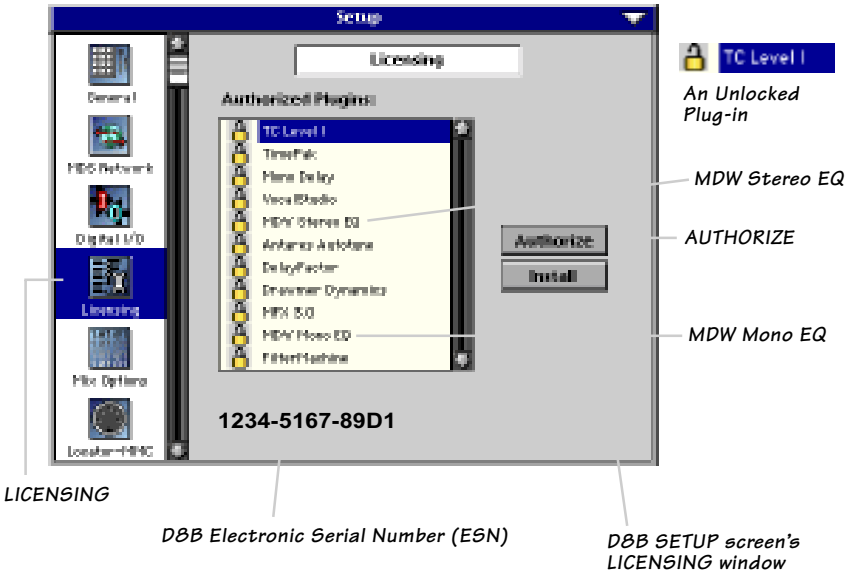 Setup
Licensing
General
MDS Network
Digital I/O
Licensing
Mix Options
Locator-MMC
Authorized Plugins:
TC Level I
TimePak
Mono Delay
VocalStudio
MDW Stereo EQ
Antares Autotune
DelayFactor
Drawmer Dynamics
MFX 3.0
MDW Mono EQ
FilterMachine
Authorize
Install
1234-5167-89D1
TC Level I
An Unlocked
Plug-in
MDW Stereo EQ
AUTHORIZE
MDW Mono EQ
LICENSING
D8B Electronic Serial Number (ESN)
D8B SETUP screen's
LICENSING window